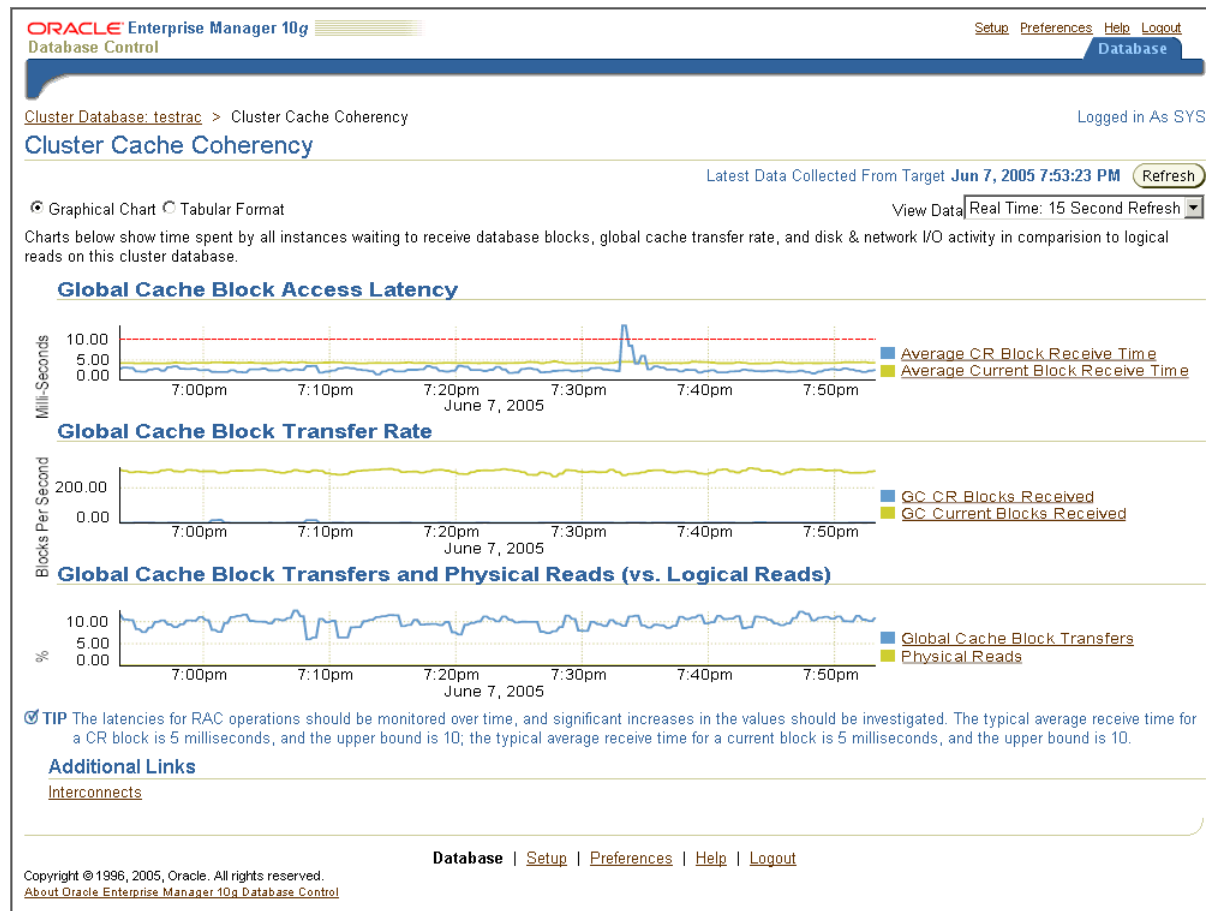 ORACLE Enterprise Manager 10g
Database Control
Setup Preferences Help Logout
Database
Cluster Database: testrac > Cluster Cache Coherency
Logged in As SYS
Cluster Cache Coherency
Latest Data Collected From Target Jun 7, 2005 7:53:23 PM Refresh
Graphical Chart Tabular Format
View Data Real Time: 15 Second Refresh
Charts below show time spent by all instances waiting to receive database blocks, global cache transfer rate, and disk & network I/O activity in comparision to logical
reads on this cluster database.
Global Cache Block Access Latency
Milli-Seconds
10.00
5.00
0.00
7:00pm 7:10pm 7:20pm 7:30pm 7:40pm 7:50pm
June 7, 2005
Average CR Block Receive Time
Average Current Block Receive Time
Global Cache Block Transfer Rate
Blocks Per Second
200.00
0.00
7:00pm 7:10pm 7:20pm 7:30pm 7:40pm 7:50pm
June 7, 2005
GC CR Blocks Received
GC Current Blocks Received
Global Cache Block Transfers and Physical Reads (vs. Logical Reads)
%
10.00
5.00
0.00
7:00pm 7:10pm 7:20pm 7:30pm 7:40pm 7:50pm
June 7, 2005
Global Cache Block Transfers
Physical Reads
TIP The latencies for RAC operations should be monitored over time, and significant increases in the values should be investigated. The typical average receive time for
a CR block is 5 milliseconds, and the upper bound is 10; the typical average receive time for a current block is 5 milliseconds, and the upper bound is 10.
Additional Links
Interconnects
Database | Setup | Preferences | Help | Logout
Copyright © 1996, 2005, Oracle. All rights reserved.
About Oracle Enterprise Manager 10g Database Control